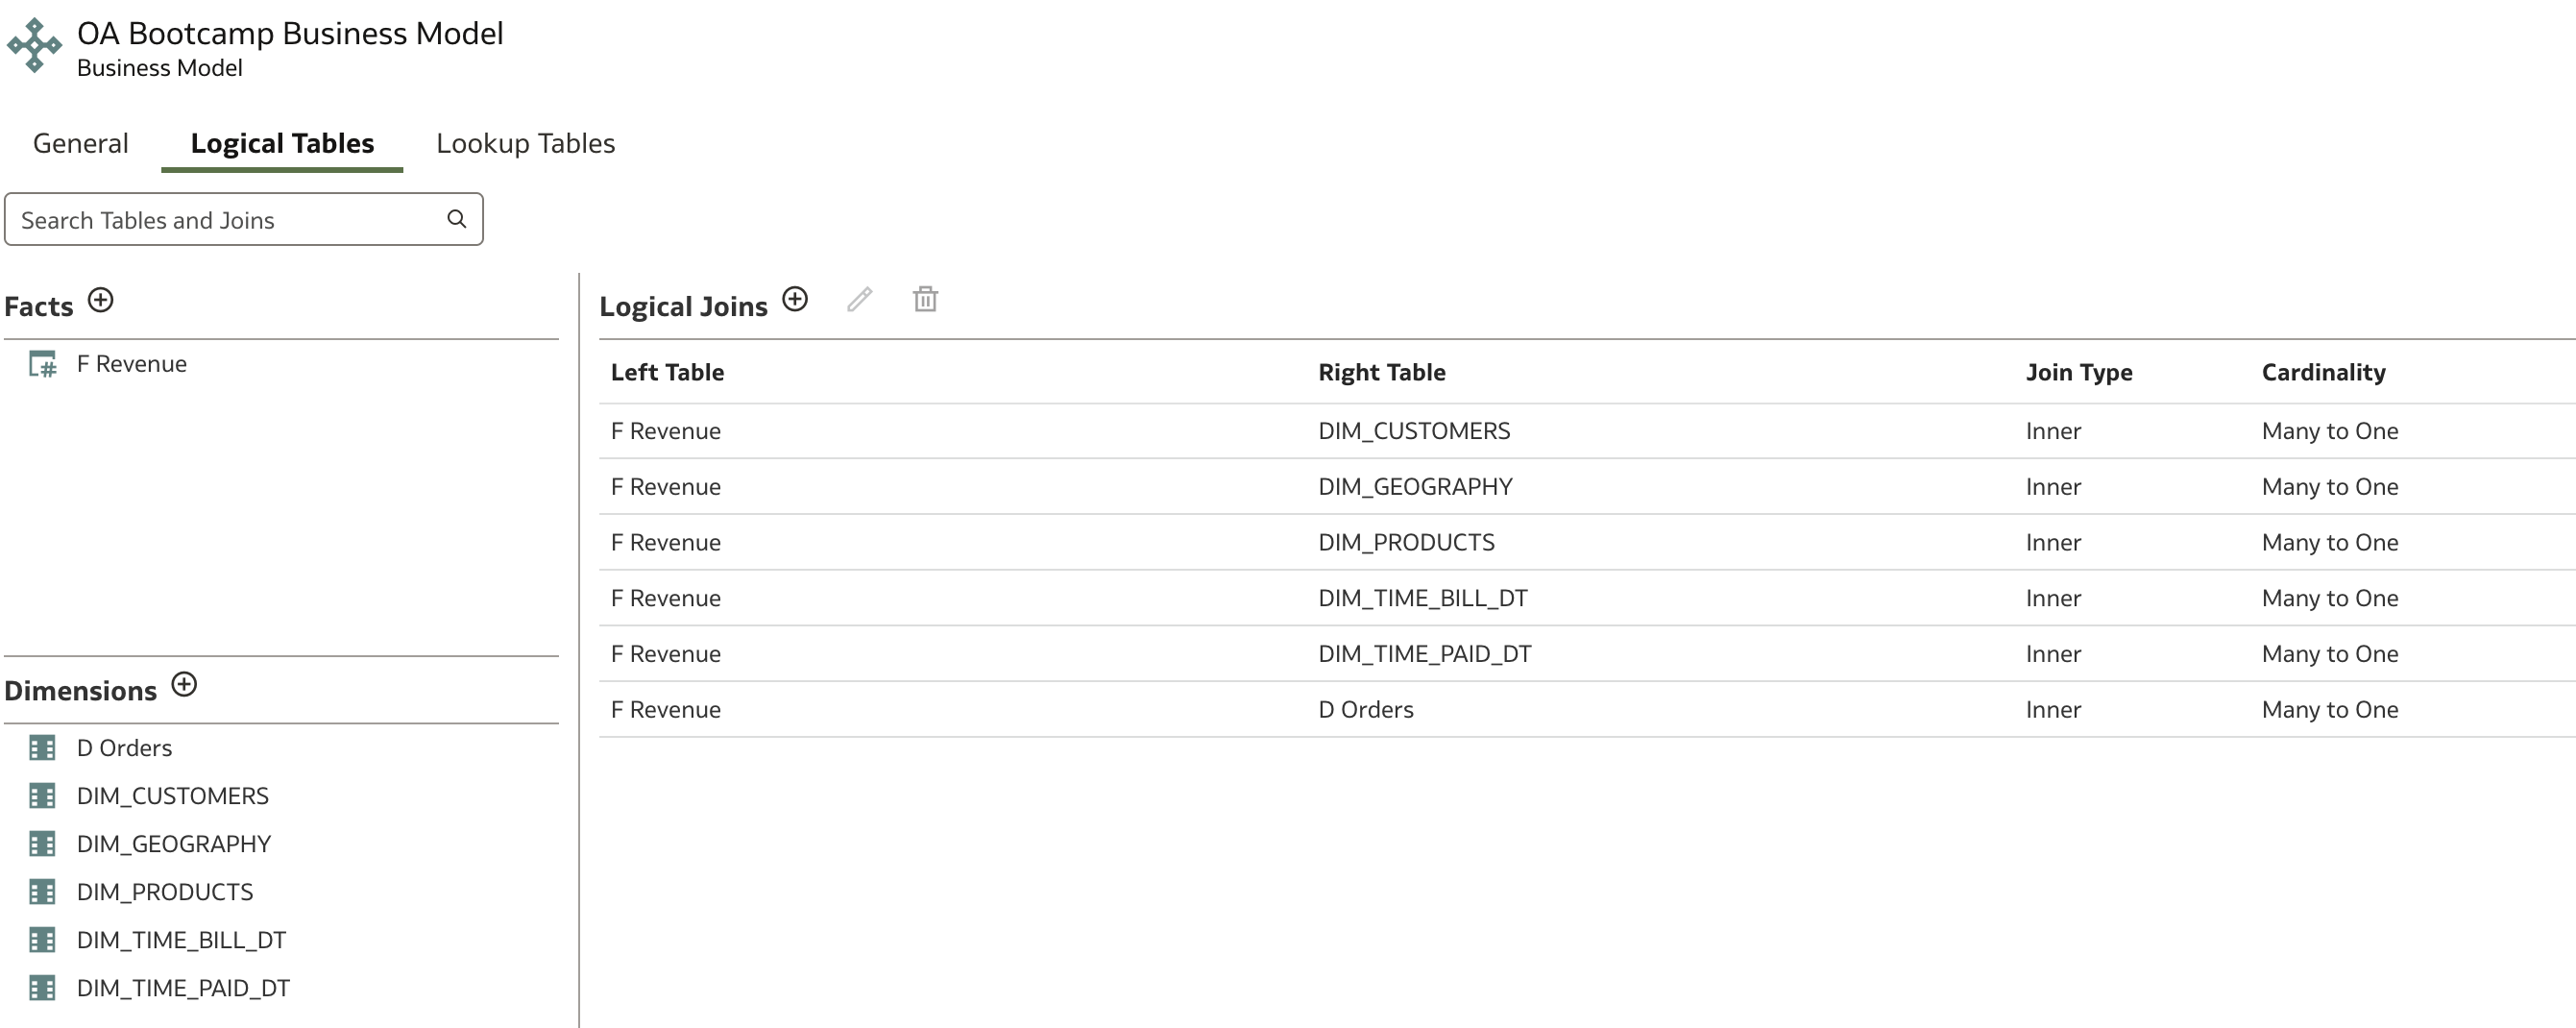 OA Bootcamp Business Model
Business Model
General Logical Tables Lookup Tables
Search Tables and Joins
Facts
F Revenue
Dimensions
D Orders
DIM_CUSTOMERS
DIM_GEOGRAPHY
DIM_PRODUCTS
DIM_TIME_BILL_DT
DIM_TIME_PAID_DT
Logical Joins
Left Table Right Table Join Type Cardinality
F Revenue DIM_CUSTOMERS Inner Many to One
F Revenue DIM_GEOGRAPHY Inner Many to One
F Revenue DIM_PRODUCTS Inner Many to One
F Revenue DIM_TIME_BILL_DT Inner Many to One
F Revenue DIM_TIME_PAID_DT Inner Many to One
F Revenue D Orders Inner Many to One